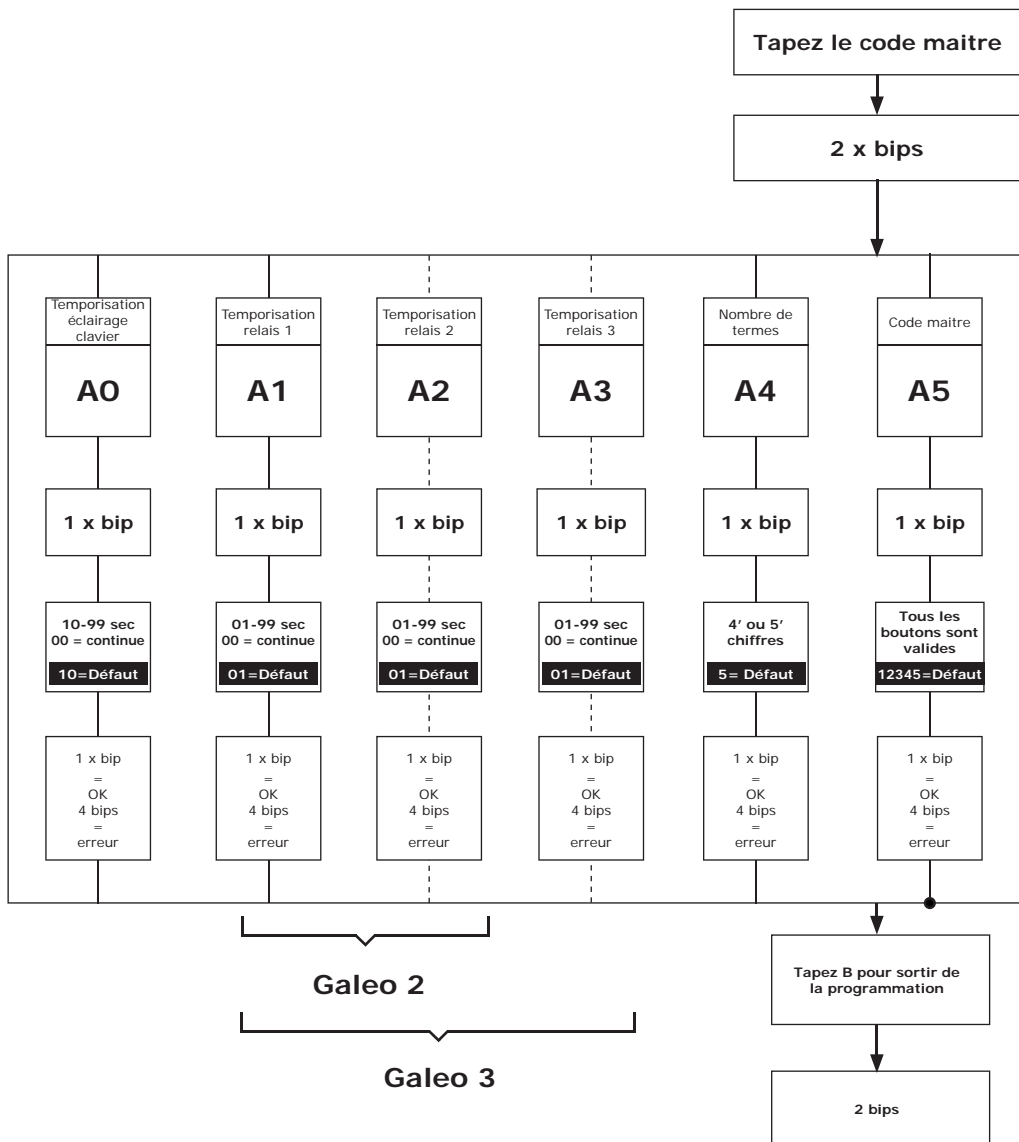 Tapez le code maitre
2 x bips
Temporisation
éclairage
clavier
A0
1 x bip
10-99 sec
00 = continue
10=Défaut
1 x bip
=
OK
4 bips
=
erreur
Temporisation
relais 1
A1
1 x bip
01-99 sec
00 = continue
01=Défaut
1 x bip
=
OK
4 bips
=
erreur
Temporisation
relais 2
A2
1 x bip
01-99 sec
00 = continue
01=Défaut
1 x bip
=
OK
4 bips
=
erreur
Temporisation
relais 3
A3
1 x bip
01-99 sec
00 = continue
01=Défaut
1 x bip
=
OK
4 bips
=
erreur
Nombre de
termes
A4
1 x bip
4' ou 5'
chiffres
5= Défaut
1 x bip
=
OK
4 bips
=
erreur
Code maitre
A5
1 x bip
Tous les
boutons sont
valides
12345=Défaut
1 x bip
=
OK
4 bips
=
erreur
Galeo 2
Galeo 3
Tapez B pour sortir de
la programmation
2 bips